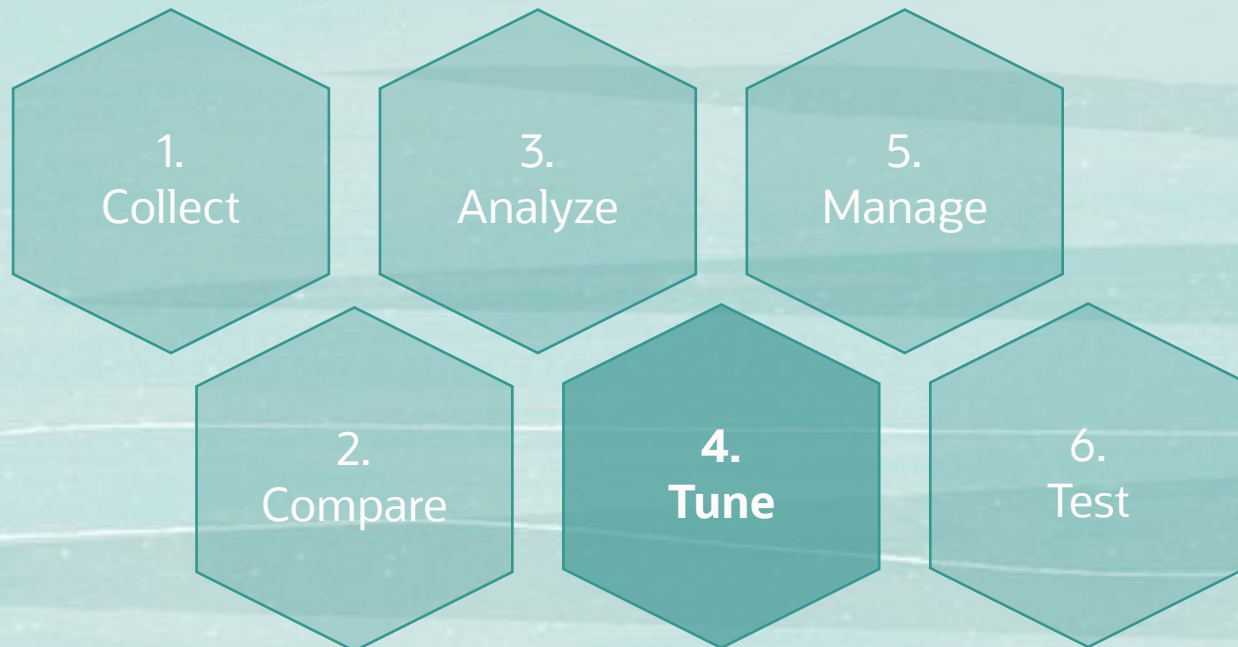 1.
Collect
2.
Compare
3.
Analyze
4.
Tune
5.
Manage
6.
Test